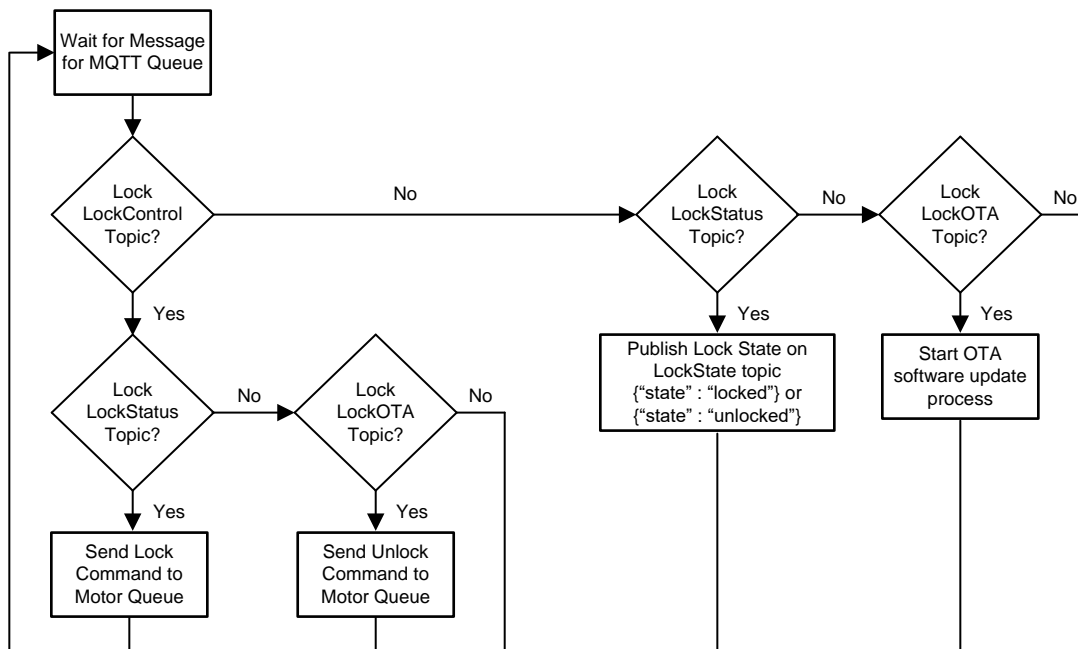 Wait for Message
for MQTT Queue
Lock
LockControl
Topic?
No
Lock
LockStatus
Topic?
No
Lock
LockOTA
Topic?
No
Yes
Yes
Yes
Lock
LockStatus
Topic?
No
Lock
LockOTA
Topic?
No
Publish Lock State on
LockState topic
{“state” : “locked”} or
{“state” : “unlocked”}
Start OTA
software update
process
Yes
Yes
Send Lock
Command to
Motor Queue
Send Unlock
Command to
Motor Queue